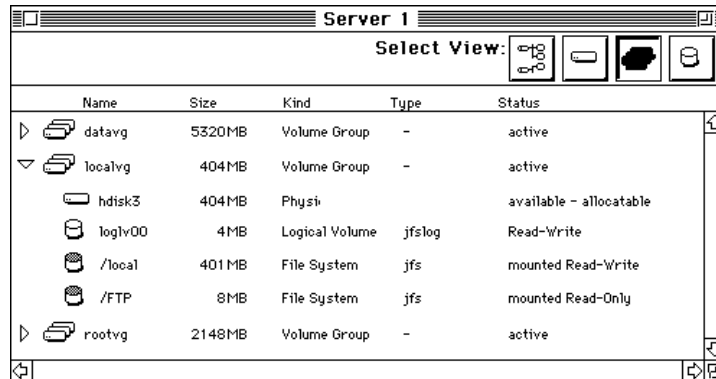 Server 1
Select View:
Name Size Kind Type Status
datavg 5320MB Volume Group - active
localvg 404MB Volume Group - active
hdisk3 404MB available - allocatable
loglv00 4MB Logical Volume jfslog Read-Write
/local 401MB File System jfs mounted Read-Write
/FTP 8MB File System jfs mounted Read-Only
rootvg 2148MB Volume Group - active